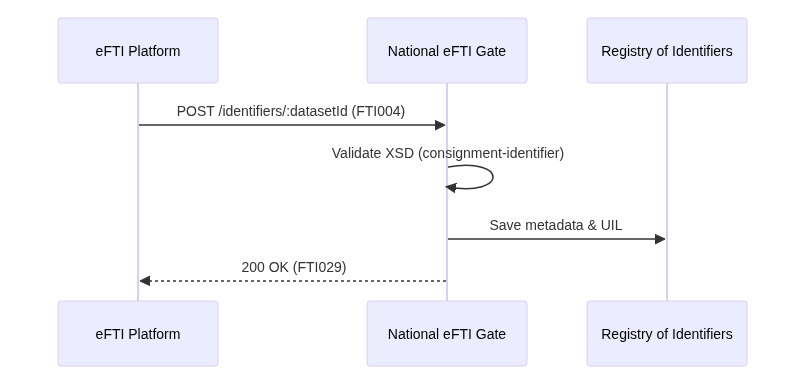 eFTI Platform
National eFTI Gate
Registry of Identifiers
POST /identifiers/:datasetId (FTI004)
Validate XSD (consignment-identifier)
Save metadata & UIL
200 OK (FTI029)
eFTI Platform
National eFTI Gate
Registry of Identifiers